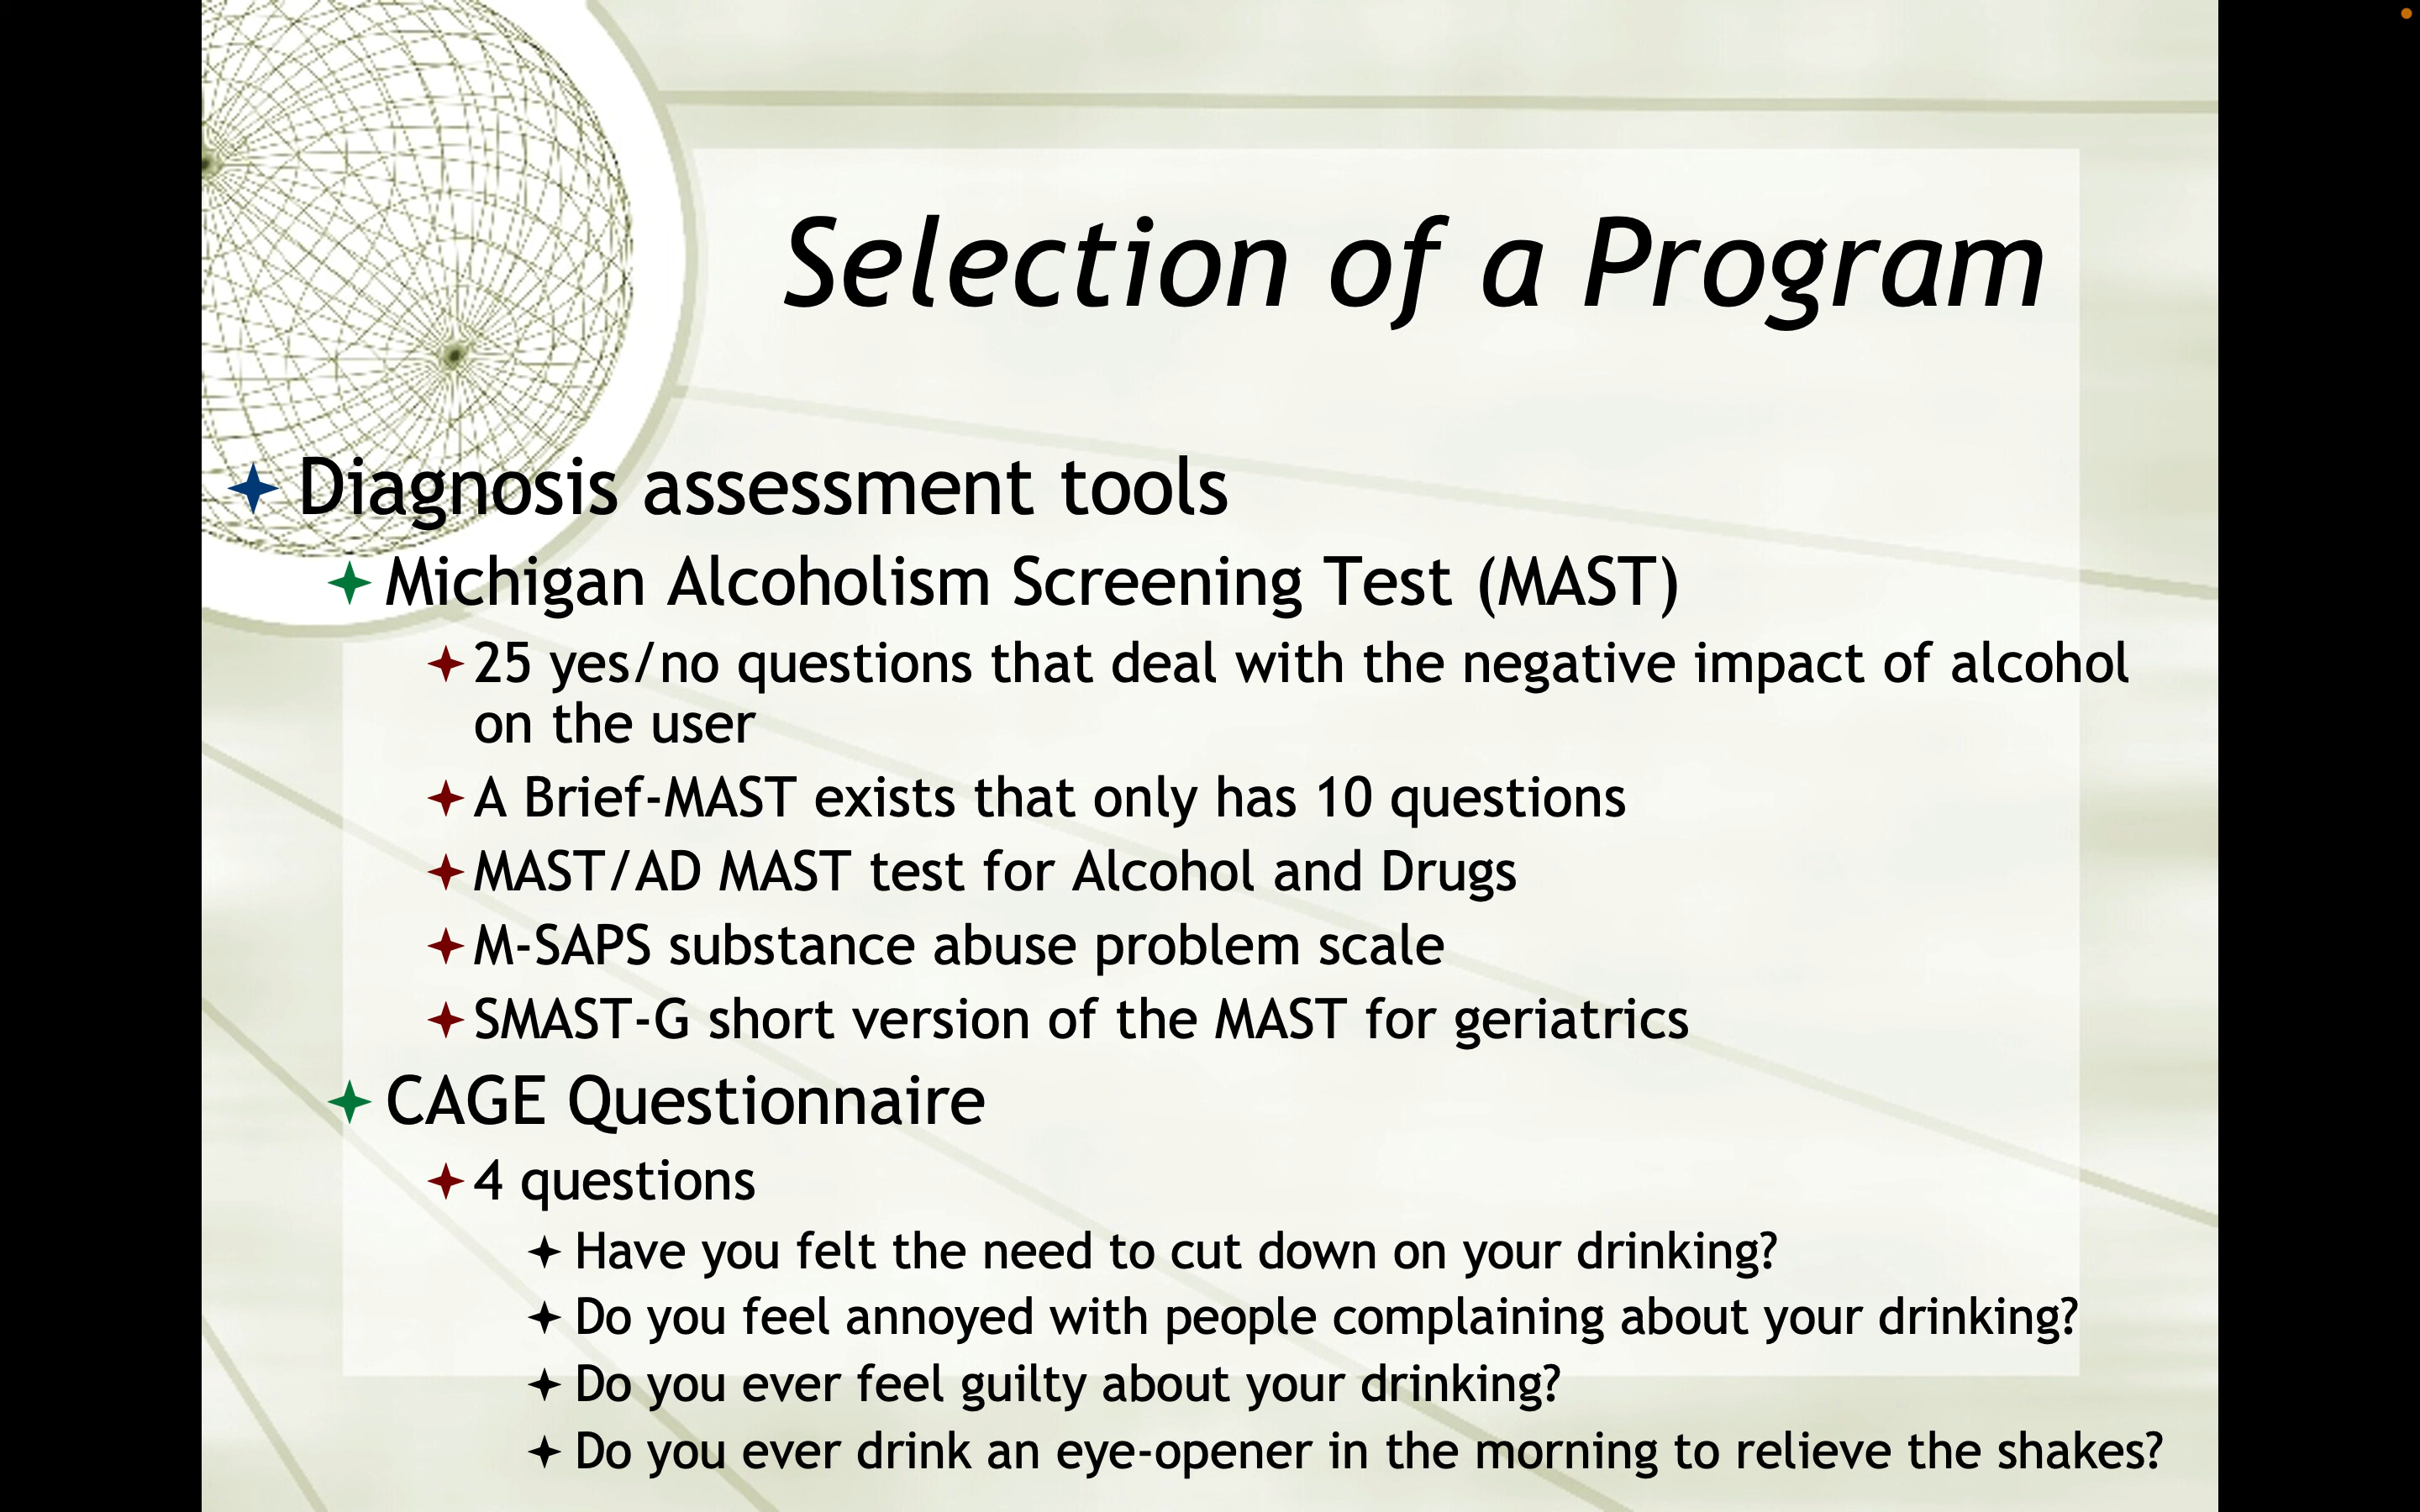 Selection of a Program
Diagnosis assessment tools
Michigan Alcoholism Screening Test (MAST)
25 yes/no questions that deal with the negative impact of alcohol
on the user
A Brief-MAST exists that only has 10 questions
MAST/AD MAST test for Alcohol and Drugs
M-SAPS substance abuse problem scale
SMAST-G short version of the MAST for geriatrics
CAGE Questionnaire
4 questions
Have you felt the need to cut down on your drinking?
Do you feel annoyed with people complaining about your drinking?
Do you ever feel guilty about your drinking?
Do you ever drink an eye-opener in the morning to relieve the shakes?